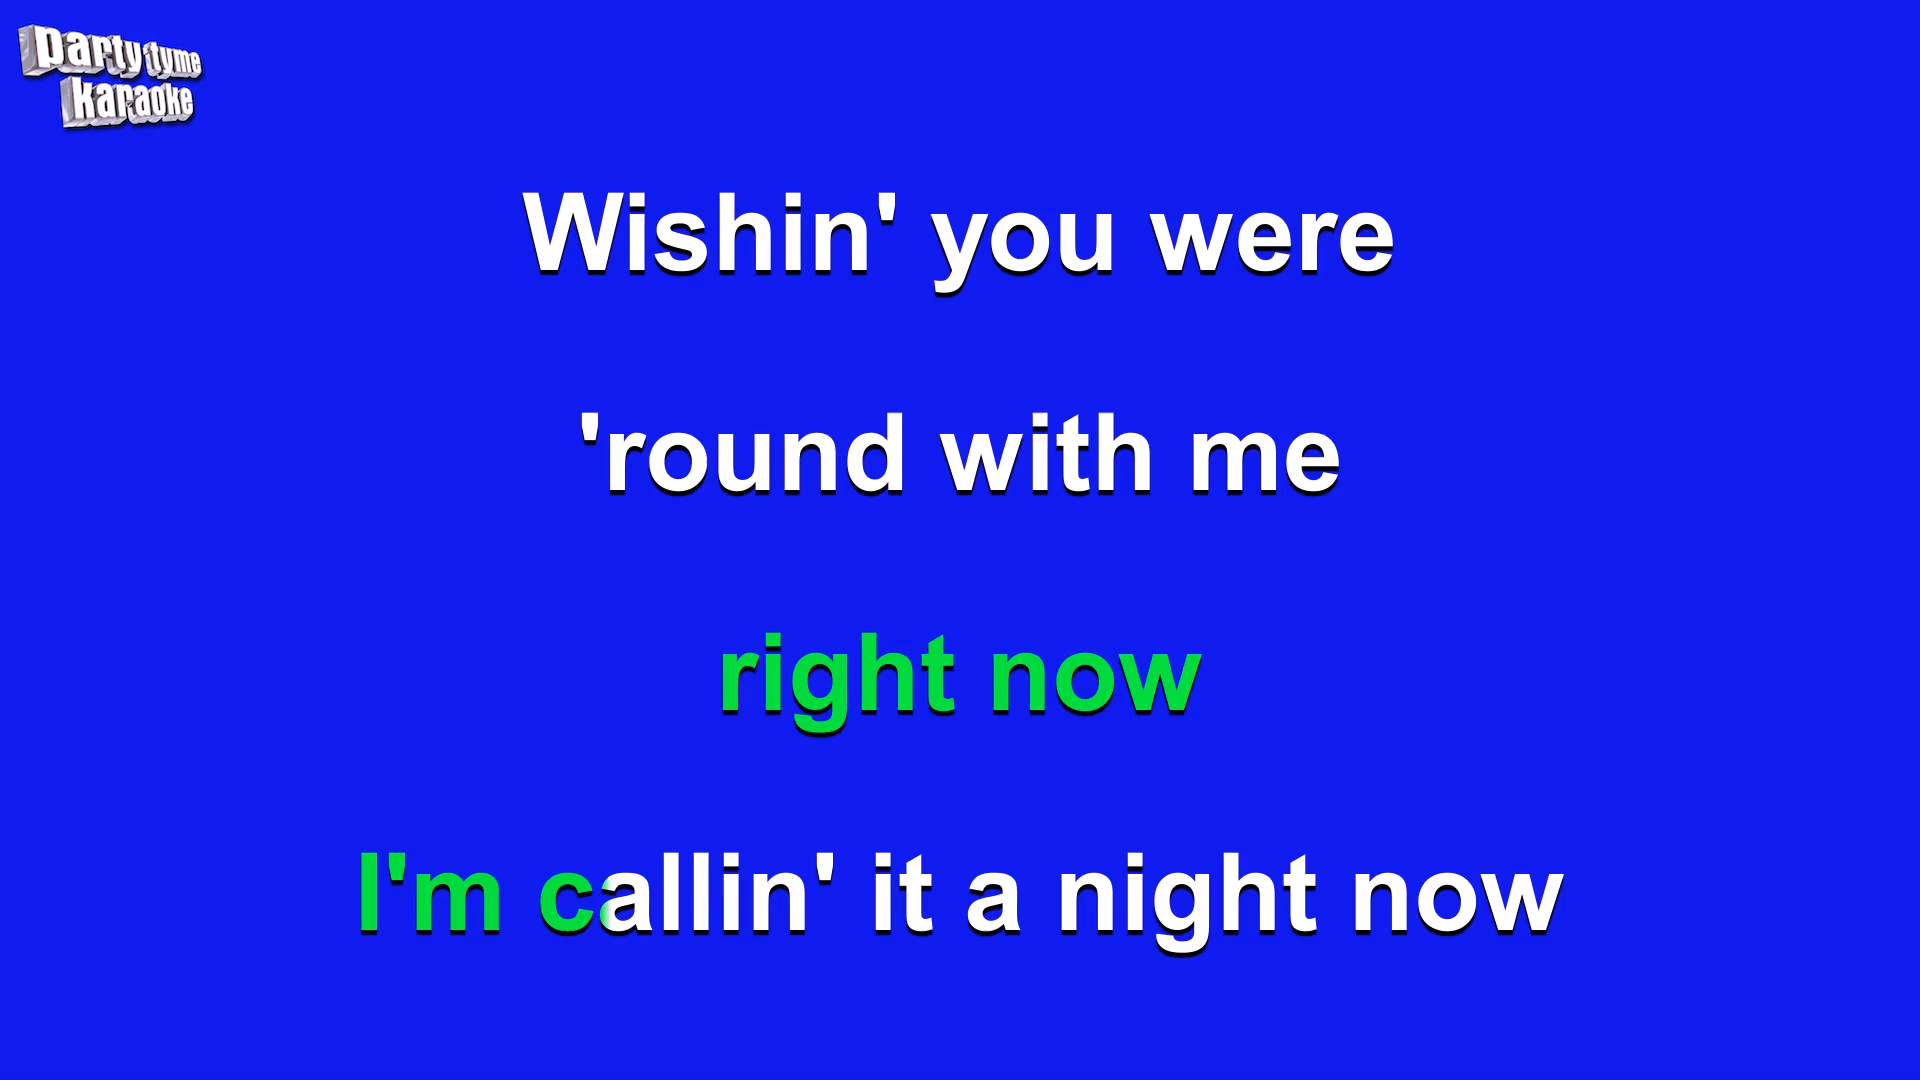 party tyme
karaoke
Wishin' you were
'round with me
right now
I'm callin' it a night now